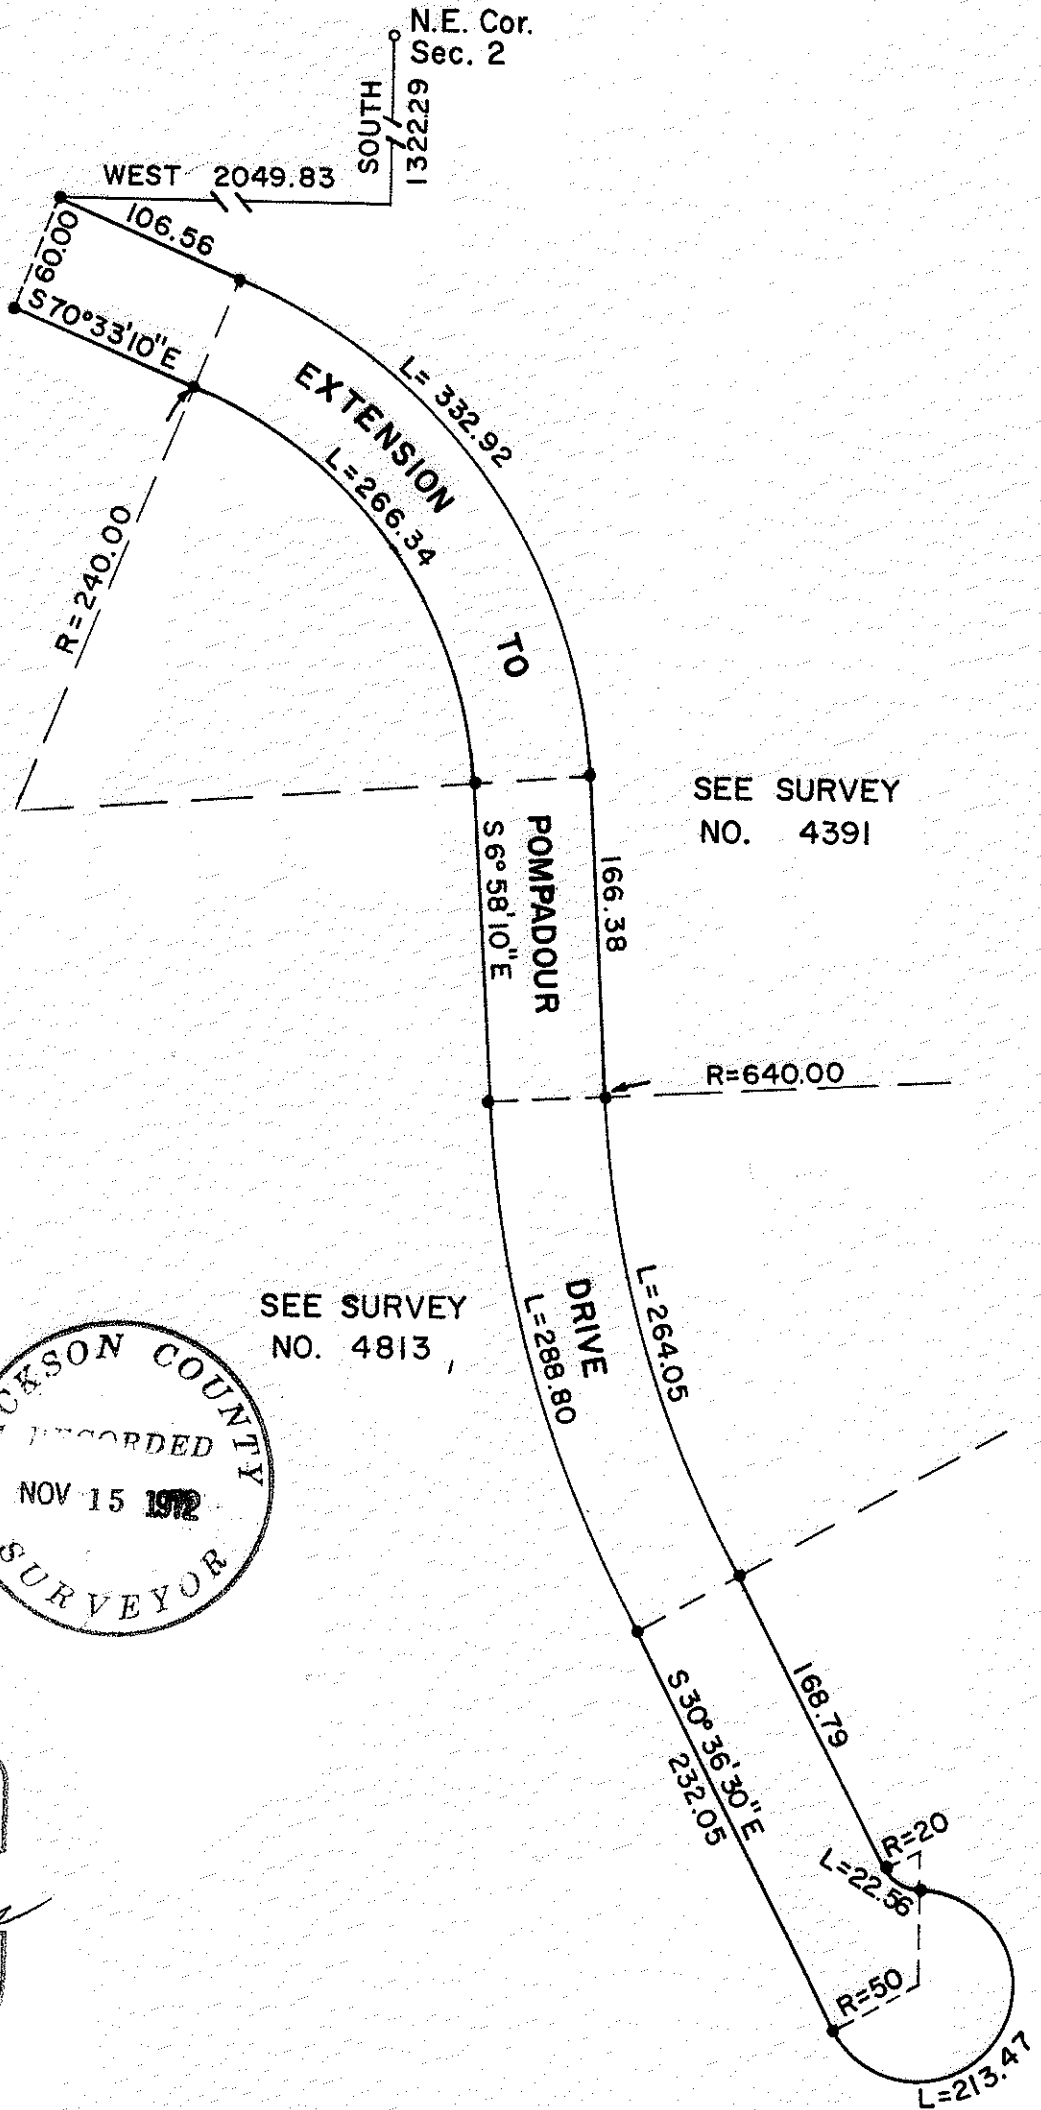 N.E. Cor.
Sec. 2
SOUTH
1322.29
WEST 2049.83
106.56
60.00
S 70°33'10"E
L= 332.92
EXTENSION
L=266.34
R=240.00
TO
SEE SURVEY
NO. 4391
POMPADOUR
S 6°58'10"E
166.38
R=640.00
L=264.05
DRIVE
L=288.80
SEE SURVEY
NO. 4813
CKSON COUNTY
RECORDED
NOV 15 1972
SURVEYOR
S 30°36'30"E
232.05
168.79
R=20
L=22.56
R=50
L=213.47